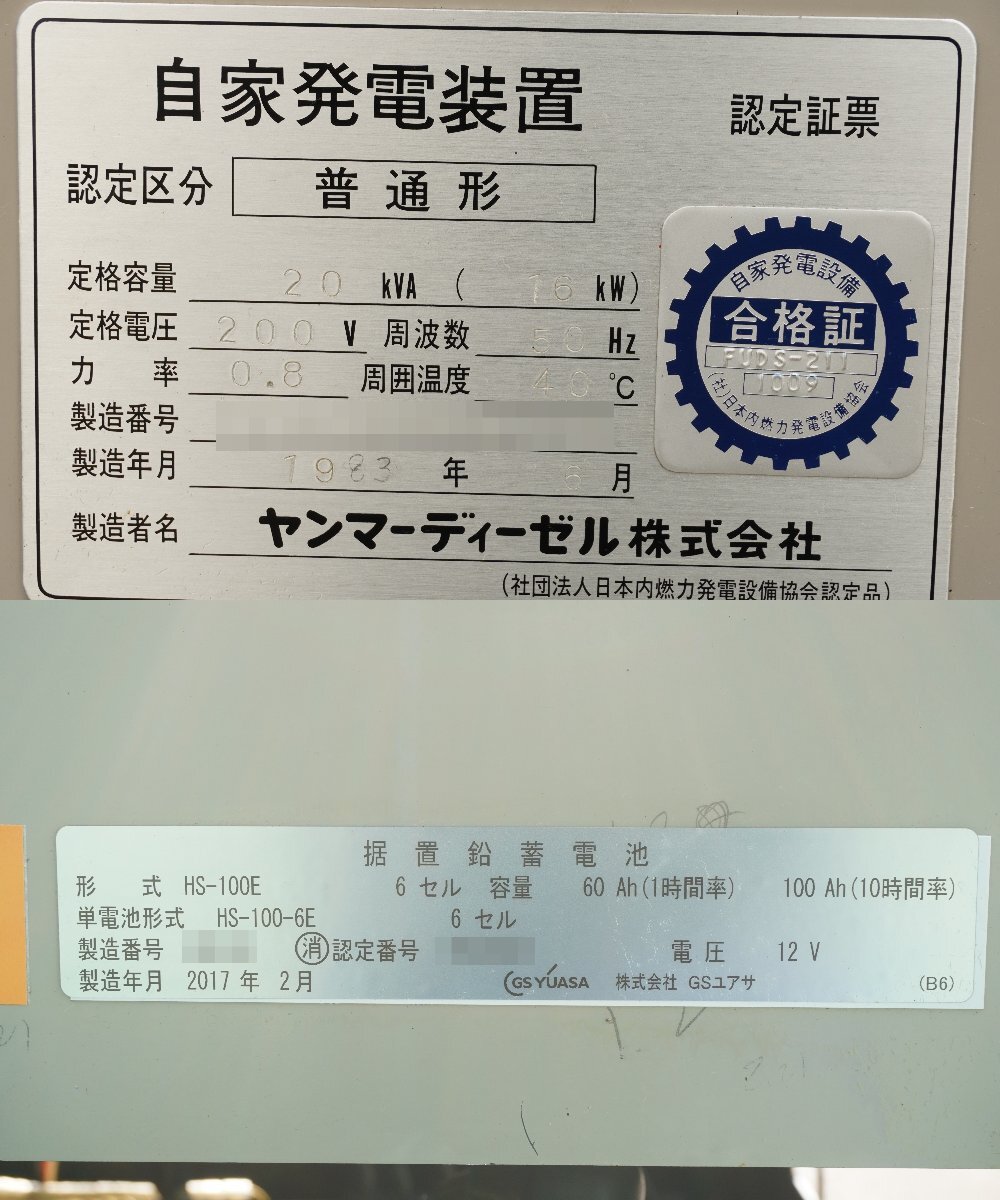 自家発電装置
認定証票
認定区分 普通形
定格容量 20 kVA ( 16 kW)
定格電圧 200 V 周波数 50 Hz
力 率 0.8 周囲温度 40 ℃
製造番号
製造年月 1983 年 6 月
製造者名 ヤンマーディーゼル株式会社
(社団法人日本内燃力発電設備協会認定品)
自家発電設備
合格証
FUDS-211
1009
(社)日本内燃力発電設備協会
据置鉛蓄電池
形 式 HS-100E 6 セル 容量 60 Ah(1時間率) 100 Ah(10時間率)
単電池形式 HS-100-6E 6 セル
製造番号 消 認定番号 電圧 12 V
製造年月 2017 年 2月 GS YUASA 株式会社 GSユアサ (B6)